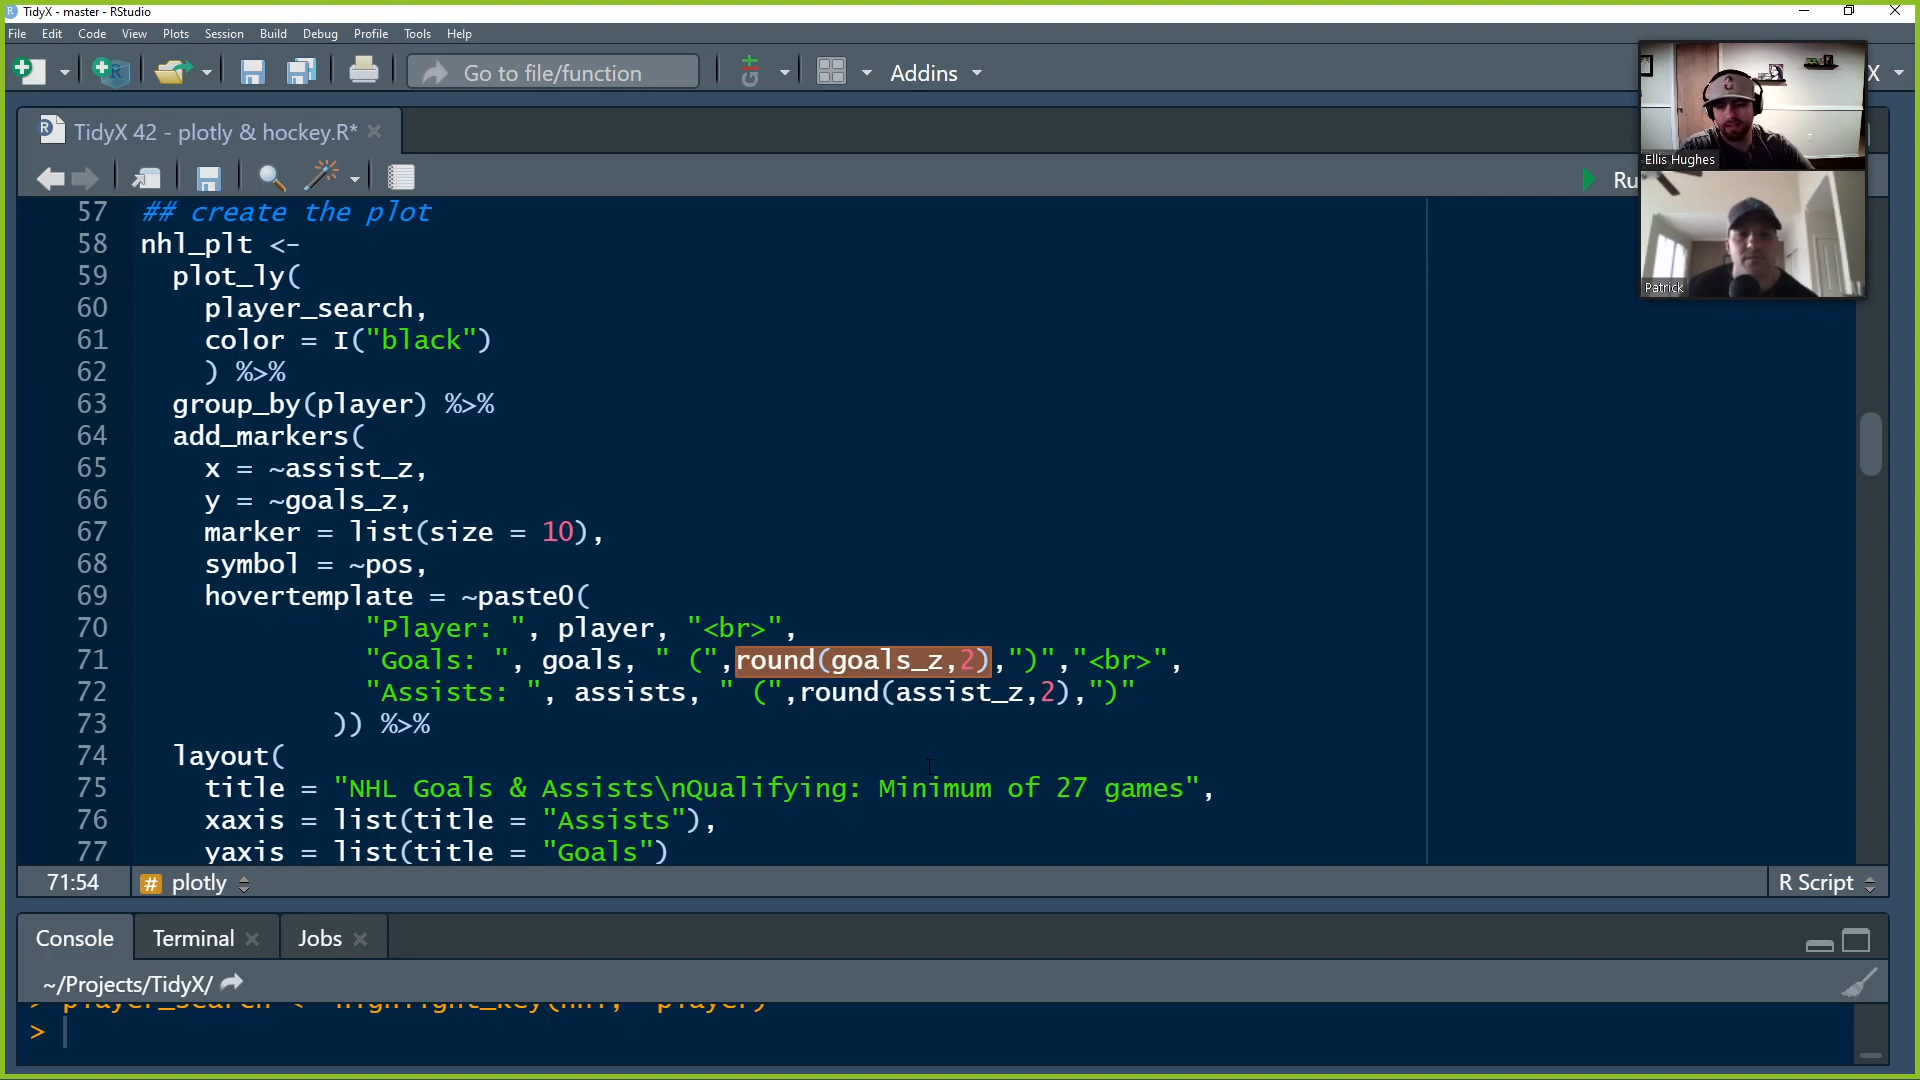 TidyX - master - RStudio
File Edit Code View Plots Session Build Debug Profile Tools Help
Go to file/function Addins X
TidyX 42 - plotly & hockey.R*
Ru
57 ## create the plot
58 nhl_plt <-
59 plot_ly(
60 player_search,
61 color = I("black")
62 ) %>%
63 group_by(player) %>%
64 add_markers(
65 x = ~assist_z,
66 y = ~goals_z,
67 marker = list(size = 10),
68 symbol = ~pos,
69 hovertemplate = ~paste0(
70 "Player: ", player, "<br>",
71 "Goals: ", goals, " (",round(goals_z,2),")","<br>",
72 "Assists: ", assists, " (",round(assist_z,2),")"
73 )) %>%
74 layout(
75 title = "NHL Goals & Assists\nQualifying: Minimum of 27 games",
76 xaxis = list(title = "Assists"),
77 yaxis = list(title = "Goals")
71:54 # plotly R Script
Console Terminal Jobs
~/Projects/TidyX/
> player_search <- highlight_key(nhl, ~player)
>
Ellis Hughes
Patrick